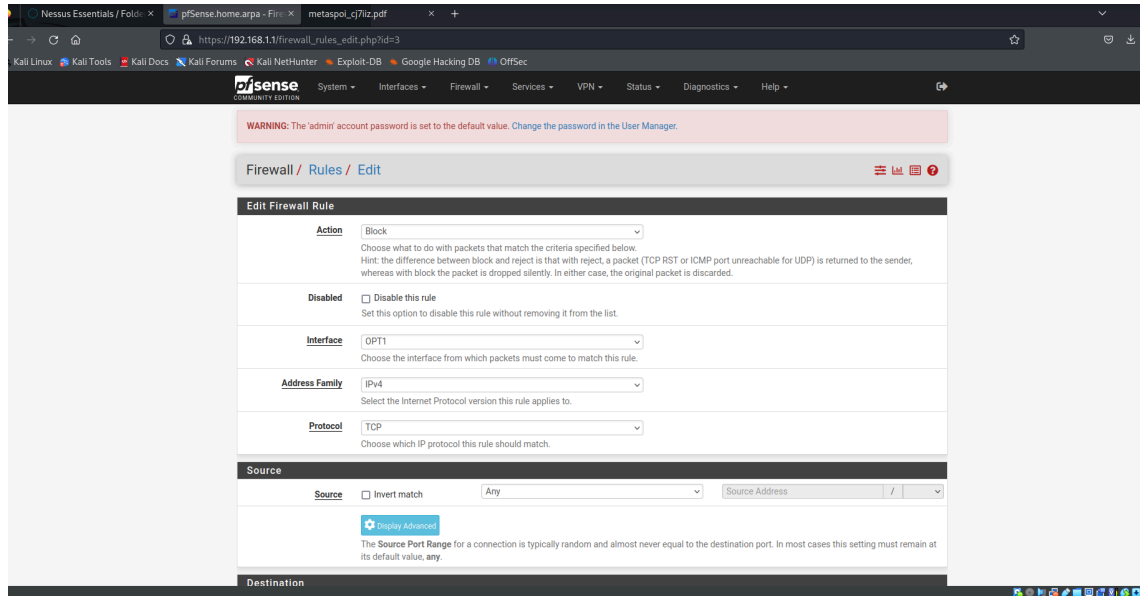 Nessus Essentials / Folde ×
pfSense.home.arpa - Fire ×
metaspoi_cj7iiz.pdf × +
https://192.168.1.1/firewall_rules_edit.php?id=3
Kali Linux Kali Tools Kali Docs Kali Forums Kali NetHunter Exploit-DB Google Hacking DB OffSec
pfsense System Interfaces Firewall Services VPN Status Diagnostics Help
COMMUNITY EDITION
WARNING: The 'admin' account password is set to the default value. Change the password in the User Manager.
Firewall / Rules / Edit
Edit Firewall Rule
Action Block
Choose what to do with packets that match the criteria specified below.
Hint: the difference between block and reject is that with reject, a packet (TCP RST or ICMP port unreachable for UDP) is returned to the sender,
whereas with block the packet is dropped silently. In either case, the original packet is discarded.
Disabled Disable this rule
Set this option to disable this rule without removing it from the list.
Interface OPT1
Choose the interface from which packets must come to match this rule.
Address Family IPv4
Select the Internet Protocol version this rule applies to.
Protocol TCP
Choose which IP protocol this rule should match.
Source
Source Invert match Any Source Address /
Display Advanced
The Source Port Range for a connection is typically random and almost never equal to the destination port. In most cases this setting must remain at
its default value, any.
Destination